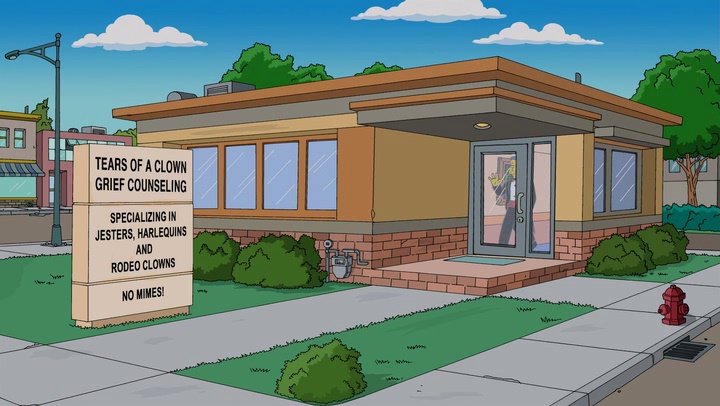 TEARS OF A CLOWN
GRIEF COUNSELING
SPECIALIZING IN
JESTERS, HARLEQUINS
AND
RODEO CLOWNS
NO MIMES!